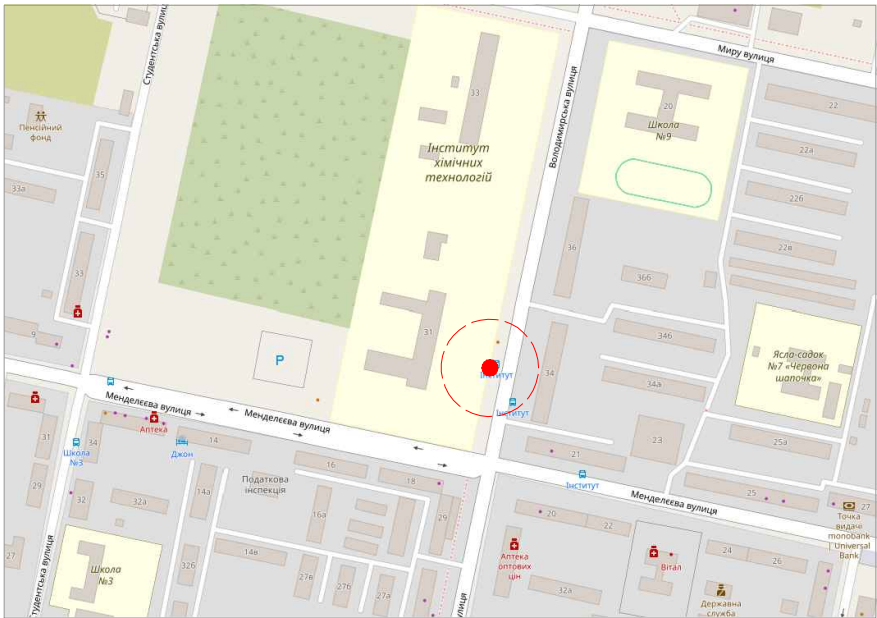 Студентська вулиця
33
Миру вулиця
Володимирська вулиця
20
Школа
№9
22
Пенсійний
фонд
Інститут
хімічних
технологій
22а
35
33а
22б
36
22в
36б
33
9
31
34б
Р
Ясла-садок
№7 «Червона
шапочка»
Інститут
34
34а
Менделєєва вулиця
Менделєєва вулиця
Інститут
Аптека
23
31
34
14
Джон
25а
Школа
№3
21
16
Податкова
інспекція
18
Інститут
29
14а
25
Менделєєва вулиця
32
32а
16а
29
20
22
27
Точка
видачі
monobank
| Universal
Bank
27
14в
Аптека
оптових
цін
24
26
Вітал
Школа
№3
32б
27в
27б
27а
32а
Державна
служба
Студентська вулиця